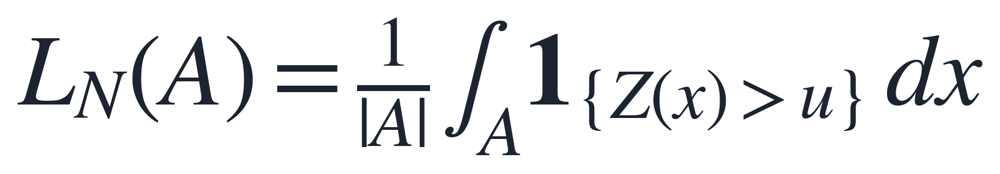 L_N(A) = \frac{1}{|A|} \int_A \mathbf{1}_{\{Z(x) > u\}} \, dx